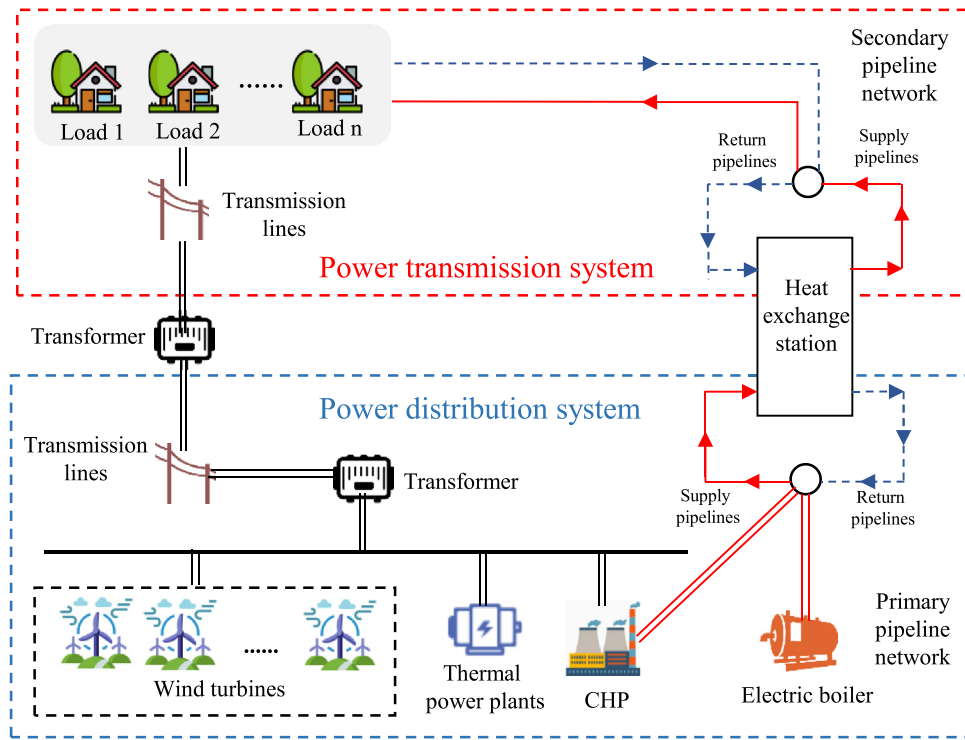 Secondary
pipeline
network
Load 1
Load 2
......
Load n
Return
pipelines
Supply
pipelines
Transmission
lines
Power transmission system
Heat
exchange
station
Transformer
Power distribution system
Transmission
lines
Transformer
Supply
pipelines
Return
pipelines
Primary
pipeline
network
......
Wind turbines
Thermal
power plants
CHP
Electric boiler